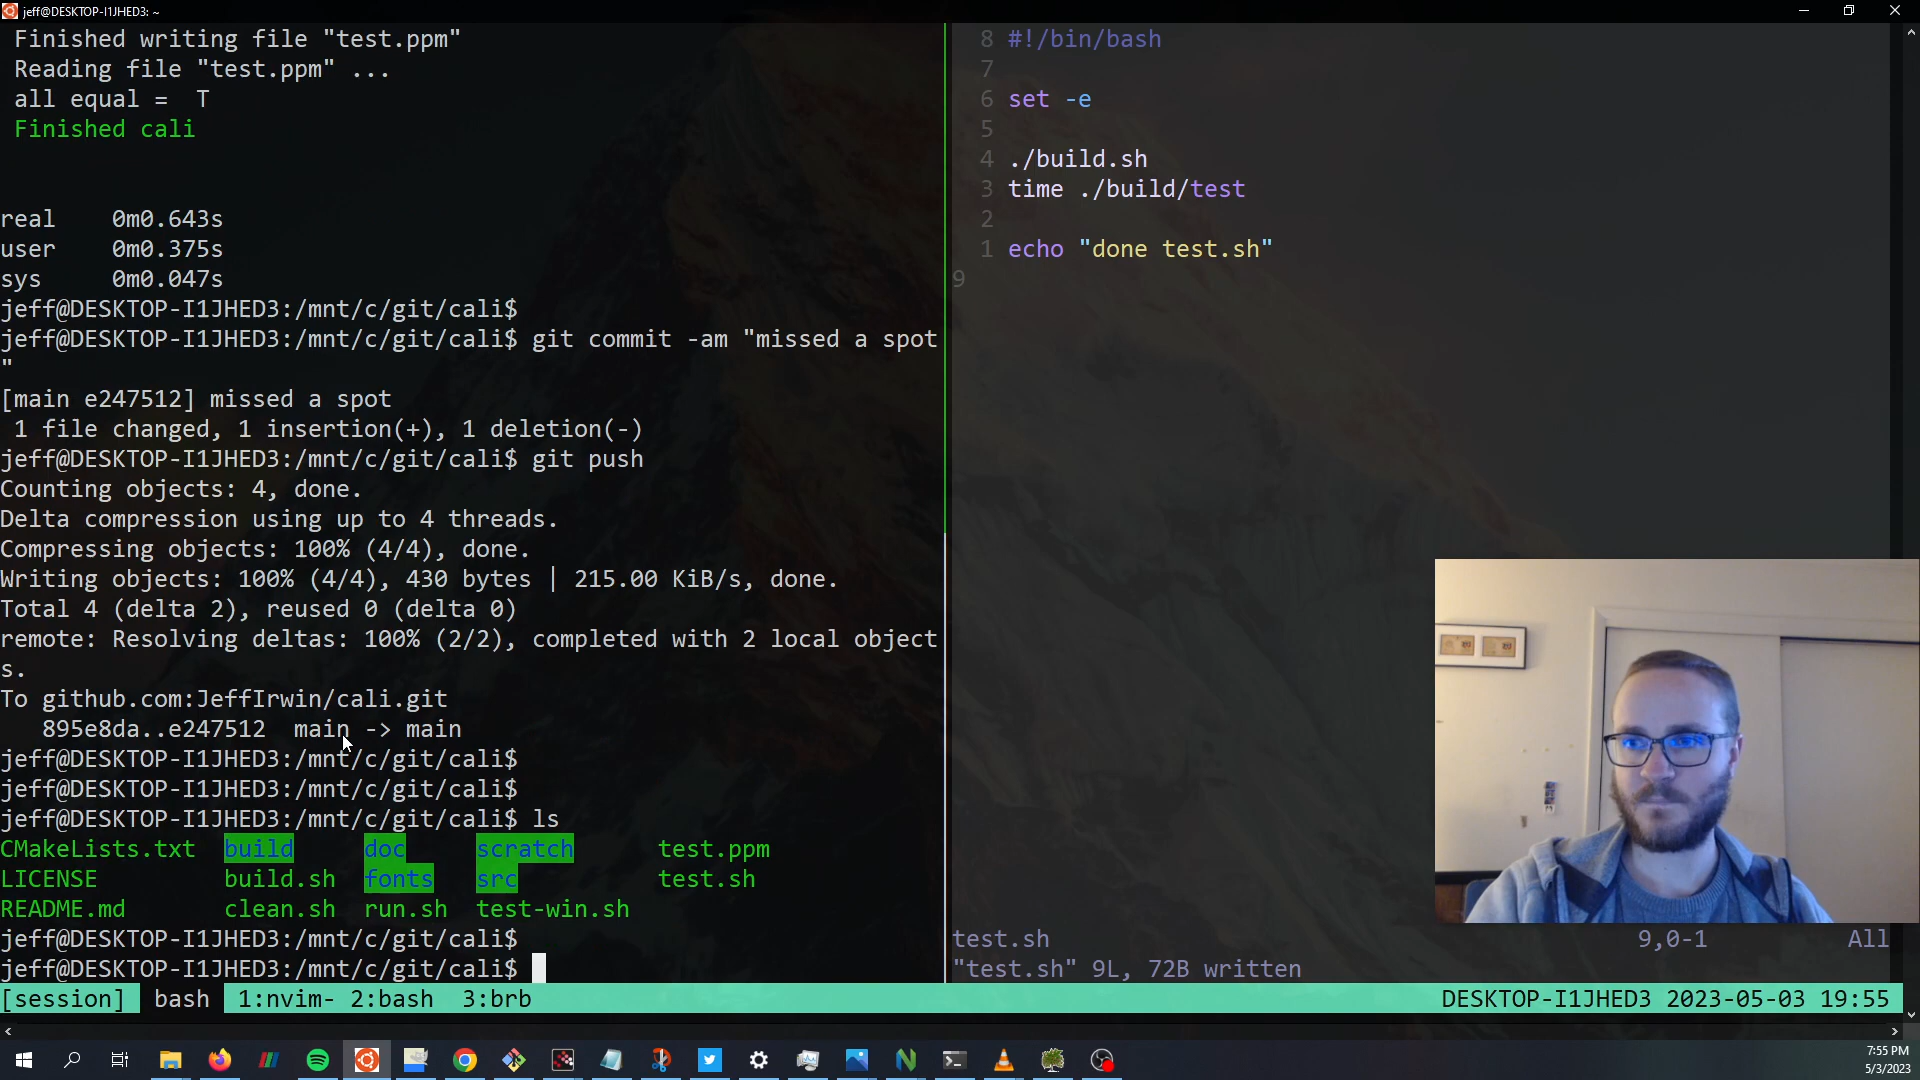 jeff@DESKTOP-I1JHED3: ~
Finished writing file "test.ppm"
Reading file "test.ppm" ...
all equal =  T
Finished cali
real    0m0.643s
user    0m0.375s
sys     0m0.047s
jeff@DESKTOP-I1JHED3:/mnt/c/git/cali$
jeff@DESKTOP-I1JHED3:/mnt/c/git/cali$ git commit -am "missed a spot
"
[main e247512] missed a spot
1 file changed, 1 insertion(+), 1 deletion(-)
jeff@DESKTOP-I1JHED3:/mnt/c/git/cali$ git push
Counting objects: 4, done.
Delta compression using up to 4 threads.
Compressing objects: 100% (4/4), done.
Writing objects: 100% (4/4), 430 bytes | 215.00 KiB/s, done.
Total 4 (delta 2), reused 0 (delta 0)
remote: Resolving deltas: 100% (2/2), completed with 2 local object
s.
To github.com:JeffIrwin/cali.git
895e8da..e247512  main -> main
jeff@DESKTOP-I1JHED3:/mnt/c/git/cali$
jeff@DESKTOP-I1JHED3:/mnt/c/git/cali$
jeff@DESKTOP-I1JHED3:/mnt/c/git/cali$ ls
CMakeLists.txt  build     doc     scratch      test.ppm
LICENSE         build.sh  fonts   src          test.sh
README.md       clean.sh  run.sh  test-win.sh
jeff@DESKTOP-I1JHED3:/mnt/c/git/cali$
jeff@DESKTOP-I1JHED3:/mnt/c/git/cali$
8 #!/bin/bash
7
6 set -e
5
4 ./build.sh
3 time ./build/test
2
1 echo "done test.sh"
9
test.sh 9,0-1 All
"test.sh" 9L, 72B written
[session] bash 1:nvim- 2:bash  3:brb DESKTOP-I1JHED3 2023-05-03 19:55
7:55 PM
5/3/2023